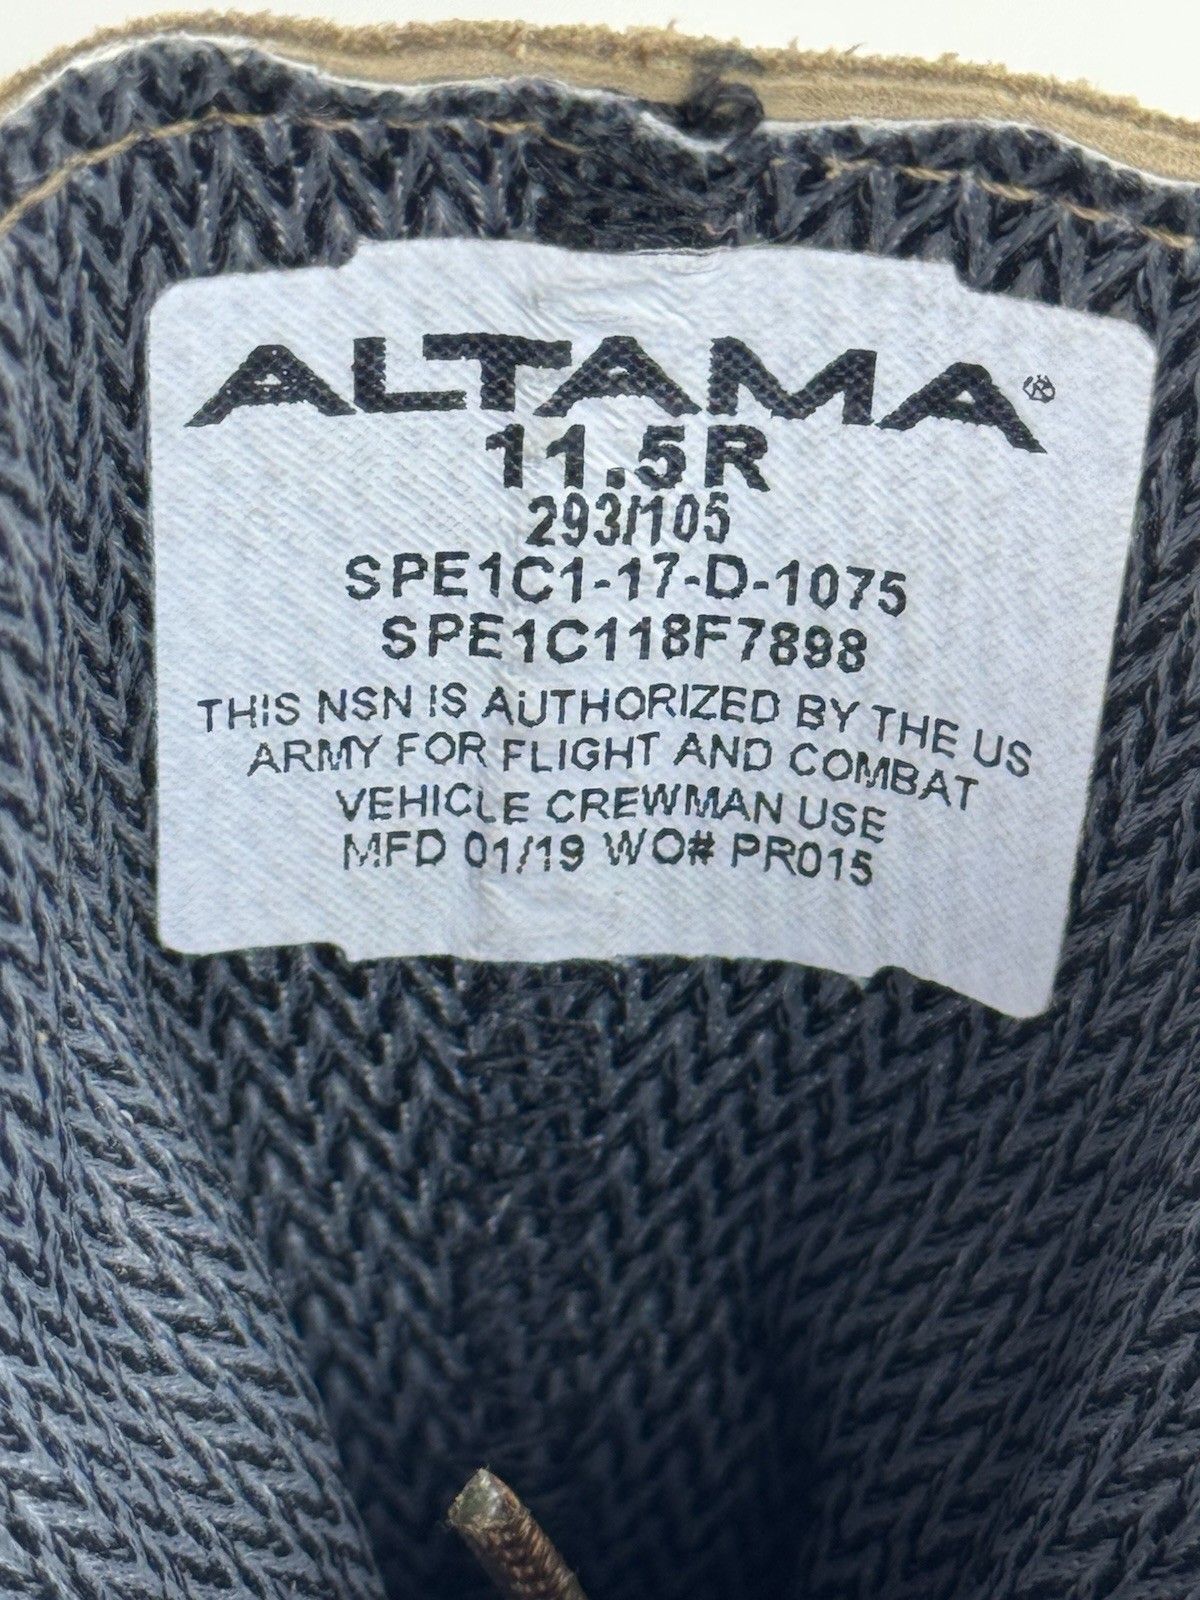 ALTAMA®
11.5R
293/105
SPE1C1-17-D-1075
SPE1C118F7898
THIS NSN IS AUTHORIZED BY THE US
ARMY FOR FLIGHT AND COMBAT
VEHICLE CREWMAN USE
MFD 01/19 WO# PR015